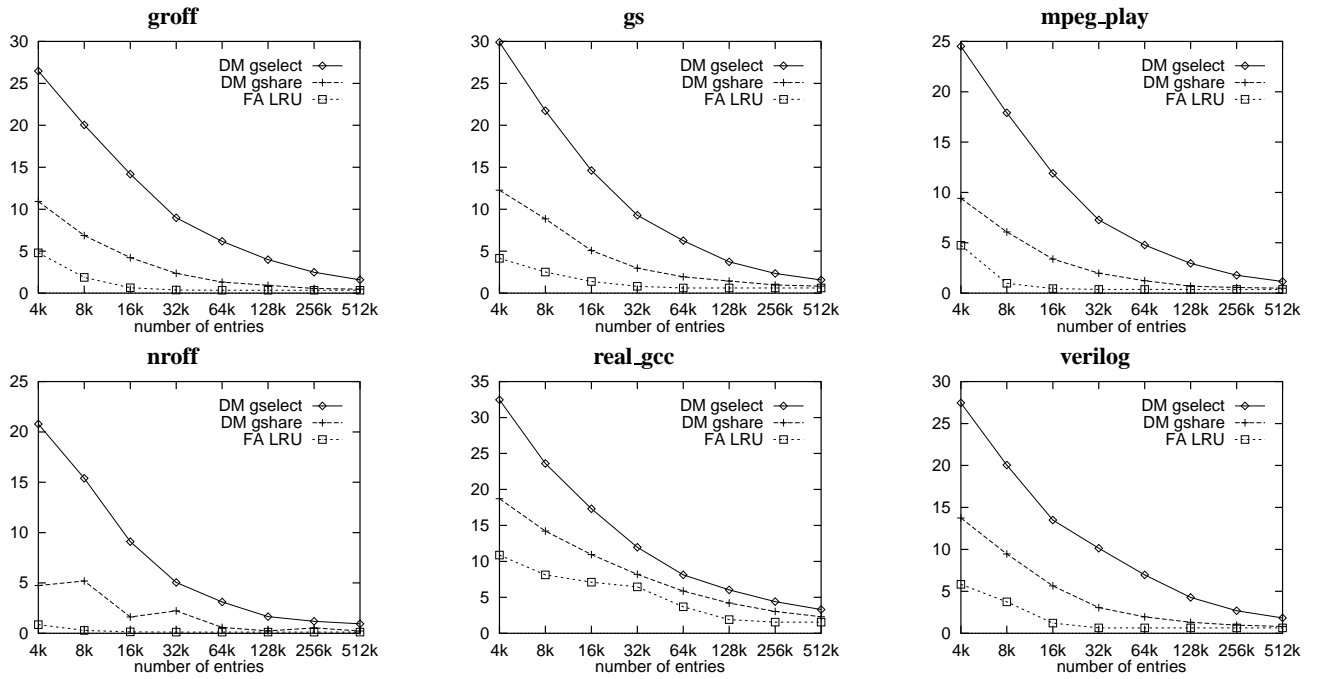 groff
30
25
20
15
10
5
0
DM gselect
DM gshare
FA LRU
4k 8k 16k 32k 64k 128k 256k 512k
number of entries
gs
30
25
20
15
10
5
0
DM gselect
DM gshare
FA LRU
4k 8k 16k 32k 64k 128k 256k 512k
number of entries
mpeg_play
25
20
15
10
5
0
DM gselect
DM gshare
FA LRU
4k 8k 16k 32k 64k 128k 256k 512k
number of entries
nroff
25
20
15
10
5
0
DM gselect
DM gshare
FA LRU
4k 8k 16k 32k 64k 128k 256k 512k
number of entries
real_gcc
35
30
25
20
15
10
5
0
DM gselect
DM gshare
FA LRU
4k 8k 16k 32k 64k 128k 256k 512k
number of entries
verilog
30
25
20
15
10
5
0
DM gselect
DM gshare
FA LRU
4k 8k 16k 32k 64k 128k 256k 512k
number of entries